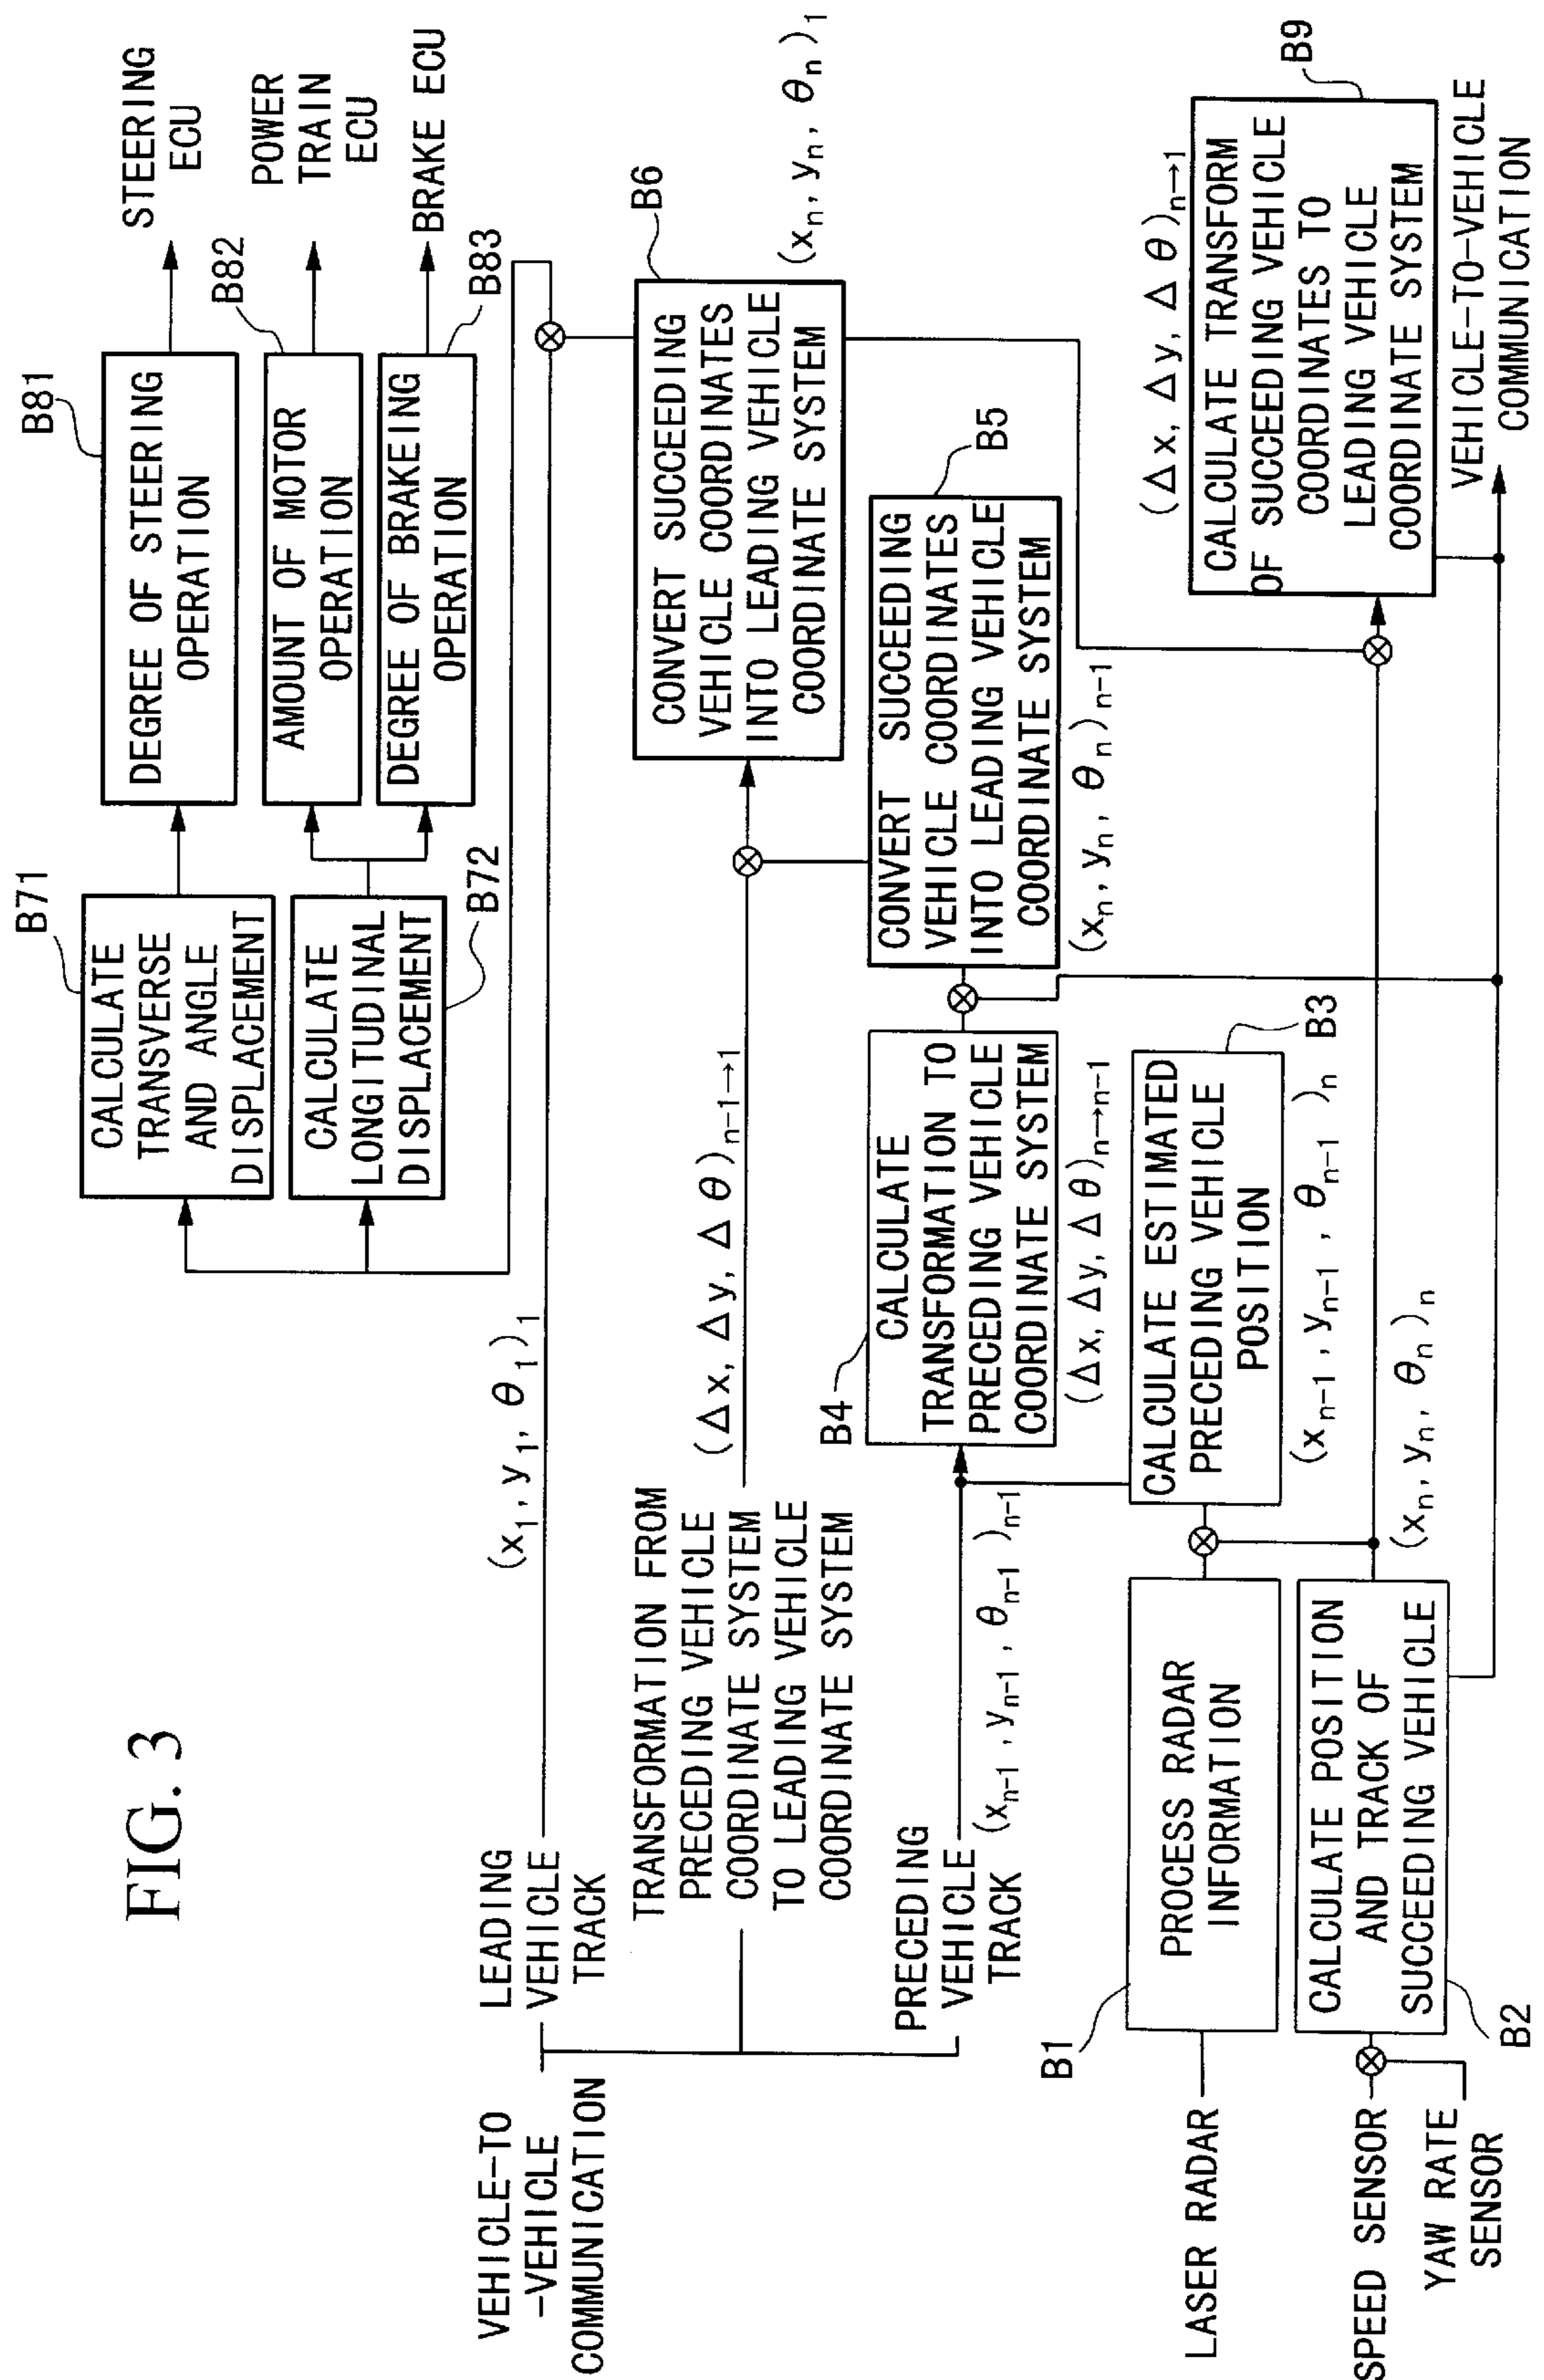 FIG. 3
VEHICLE-TO
-VEHICLE
COMMUNICATION
LEADING
VEHICLE
TRACK
(x₁, y₁, θ₁)₁
B71
CALCULATE
TRANSVERSE
AND ANGLE
DISPLACEMENT
CALCULATE
LONGITUDINAL
DISPLACEMENT
B72
B81
DEGREE OF STEERING
OPERATION
STEERING
ECU
B82
AMOUNT OF MOTOR
OPERATION
POWER
TRAIN
ECU
DEGREE OF BRAKEING
OPERATION
B83
BRAKE ECU
TRANSFORMATION FROM
PRECEDING VEHICLE
COORDINATE SYSTEM
TO LEADING VEHICLE
COORDINATE SYSTEM
(Δx, Δy, Δθ)ₙ₋₁→₁
B6
CONVERT SUCCEEDING
VEHICLE COORDINATES
INTO LEADING VEHICLE
COORDINATE SYSTEM
(xₙ, yₙ, θₙ)₁
PRECEDING
VEHICLE
TRACK
(xₙ₋₁, yₙ₋₁, θₙ₋₁)ₙ₋₁
B4
CALCULATE
TRANSFORMATION TO
PRECEDING VEHICLE
COORDINATE SYSTEM
(Δx, Δy, Δθ)ₙ→ₙ₋₁
B5
CONVERT SUCCEEDING
VEHICLE COORDINATES
INTO LEADING VEHICLE
COORDINATE SYSTEM
(xₙ, yₙ, θₙ)ₙ₋₁
LASER RADAR
B1
PROCESS RADAR
INFORMATION
B3
CALCULATE ESTIMATED
PRECEDING VEHICLE
POSITION
(xₙ₋₁, yₙ₋₁, θₙ₋₁)ₙ
SPEED SENSOR
YAW RATE
SENSOR
B2
CALCULATE POSITION
AND TRACK OF
SUCCEEDING VEHICLE
(xₙ, yₙ, θₙ)ₙ
B9
(Δx, Δy, Δθ)ₙ→₁
CALCULATE TRANSFORM
OF SUCCEEDING VEHICLE
COORDINATES TO
LEADING VEHICLE
COORDINATE SYSTEM
VEHICLE-TO-VEHICLE
COMMUNICATION